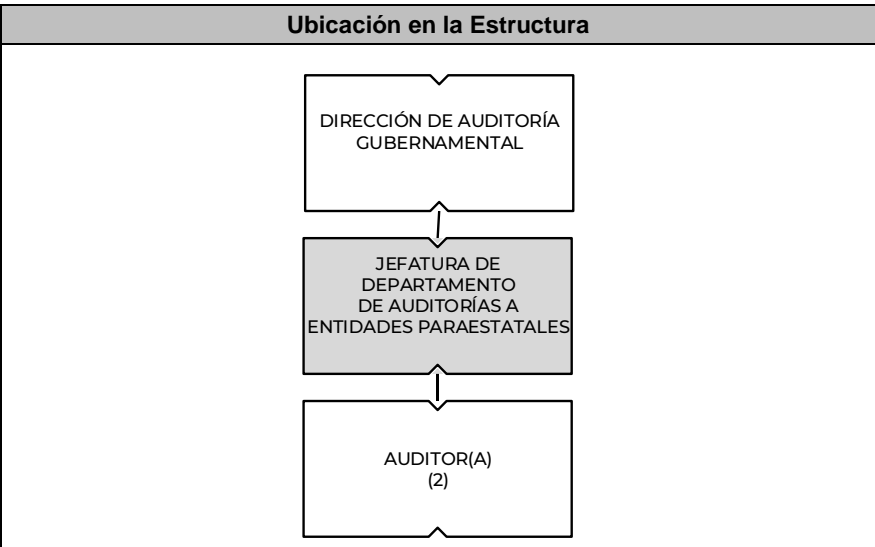 Ubicación en la Estructura
DIRECCIÓN DE AUDITORÍA
GUBERNAMENTAL
JEFATURA DE
DEPARTAMENTO
DE AUDITORÍAS A
ENTIDADES PARAESTATALES
AUDITOR(A)
(2)